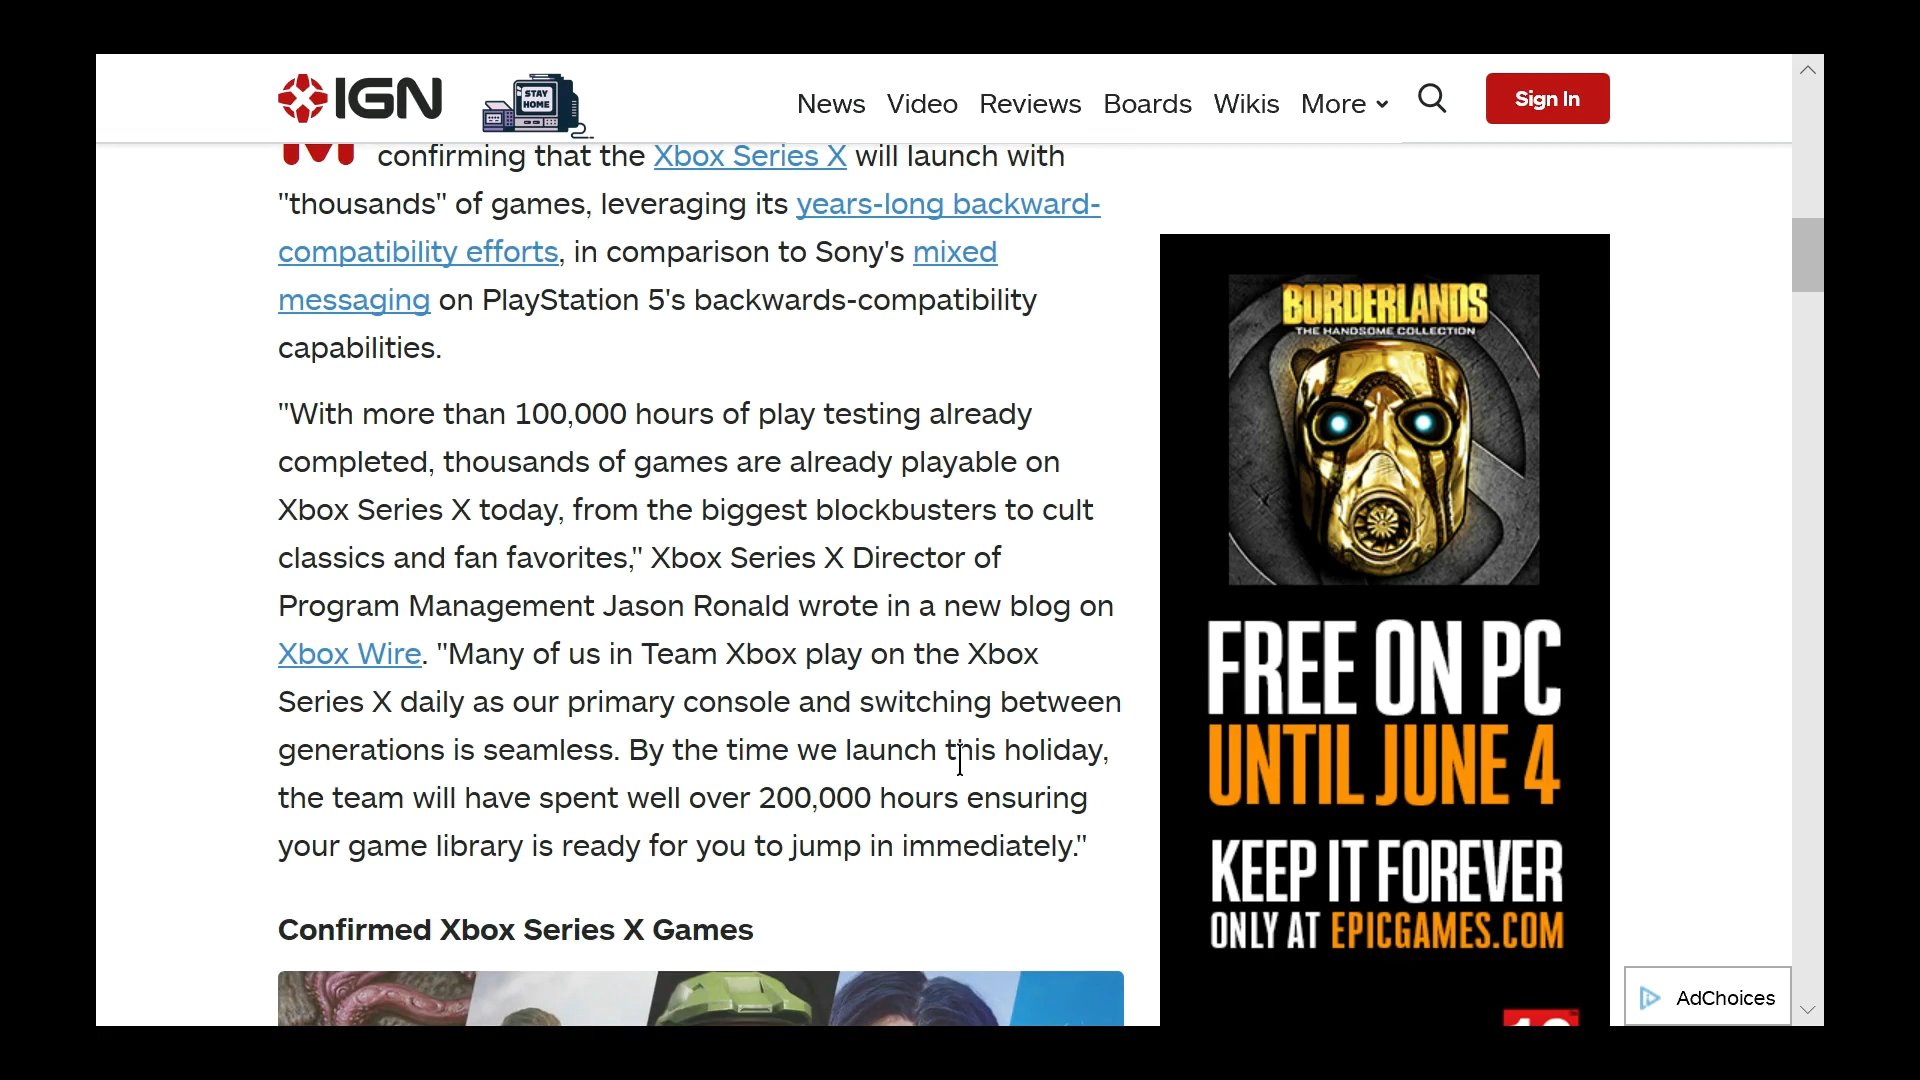 IGN
STAY
HOME
News Video Reviews Boards Wikis More
Sign In
confirming that the Xbox Series X will launch with
"thousands" of games, leveraging its years-long backward-
compatibility efforts, in comparison to Sony's mixed
messaging on PlayStation 5's backwards-compatibility
capabilities.
"With more than 100,000 hours of play testing already
completed, thousands of games are already playable on
Xbox Series X today, from the biggest blockbusters to cult
classics and fan favorites," Xbox Series X Director of
Program Management Jason Ronald wrote in a new blog on
Xbox Wire. "Many of us in Team Xbox play on the Xbox
Series X daily as our primary console and switching between
generations is seamless. By the time we launch this holiday,
the team will have spent well over 200,000 hours ensuring
your game library is ready for you to jump in immediately."
Confirmed Xbox Series X Games
BORDERLANDS
THE HANDSOME COLLECTION
FREE ON PC
UNTIL JUNE 4
KEEP IT FOREVER
ONLY AT EPICGAMES.COM
AdChoices